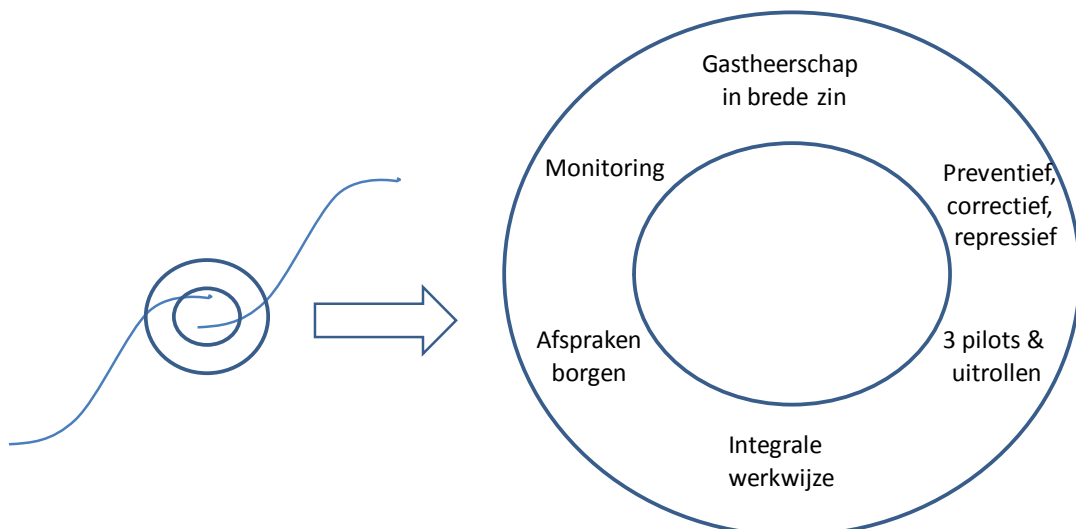 Gastheerschap
in brede zin
Monitoring
Preventief,
correctief,
repressief
Afspraken
borgen
3 pilots &
uitrollen
Integrale
werkwijze